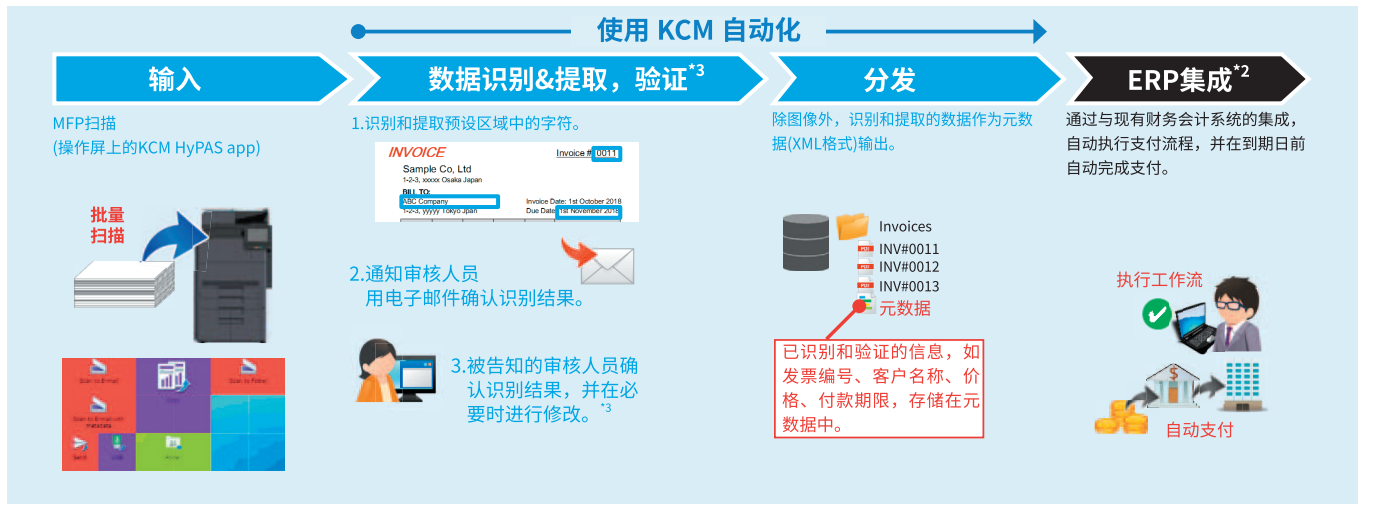 使用 KCM 自动化
输入
数据识别&提取，验证*3
分发
ERP集成*2
MFP扫描
(操作屏上的KCM HyPAS app)
批量
扫描
Scan to E-mail
Scan to Folder
1.识别和提取预设区域中的字符。
INVOICE
Invoice # 0011
Sample Co, Ltd
1-2-3, xxxxx Osaka Japan
BILL TO:
ABC Company
Invoice Date: 1st October 2018
1-2-3, yyyyy Tokyo Jpan
Due Date: 1st November 2018
2.通知审核人员
用电子邮件确认识别结果。
3.被告知的审核人员确
认识别结果，并在必
要时进行修改。*3
除图像外，识别和提取的数据作为元数
据(XML格式)输出。
Invoices
PDF INV#0011
PDF INV#0012
PDF INV#0013
元数据
已识别和验证的信息，如
发票编号、客户名称、价
格、付款期限，存储在元
数据中。
通过与现有财务会计系统的集成，
自动执行支付流程，并在到期日前
自动完成支付。
执行工作流
$
自动支付